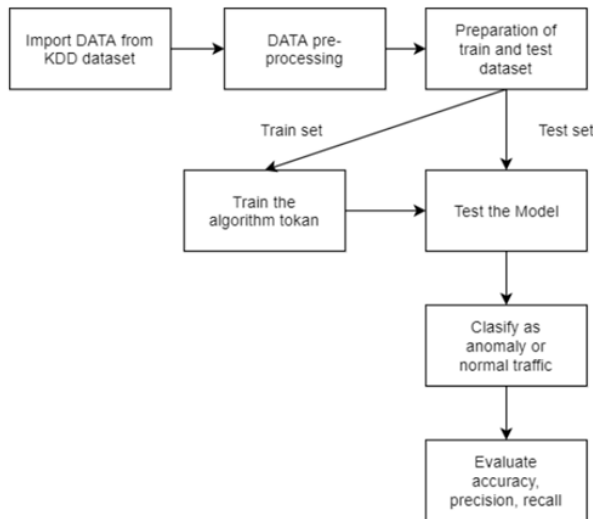 Import DATA from
KDD dataset
DATA pre-
processing
Preparation of
train and test
dataset
Train set
Test set
Train the
algorithm tokan
Test the Model
Clasify as
anomaly or
normal traffic
Evaluate
accuracy,
precision, recall